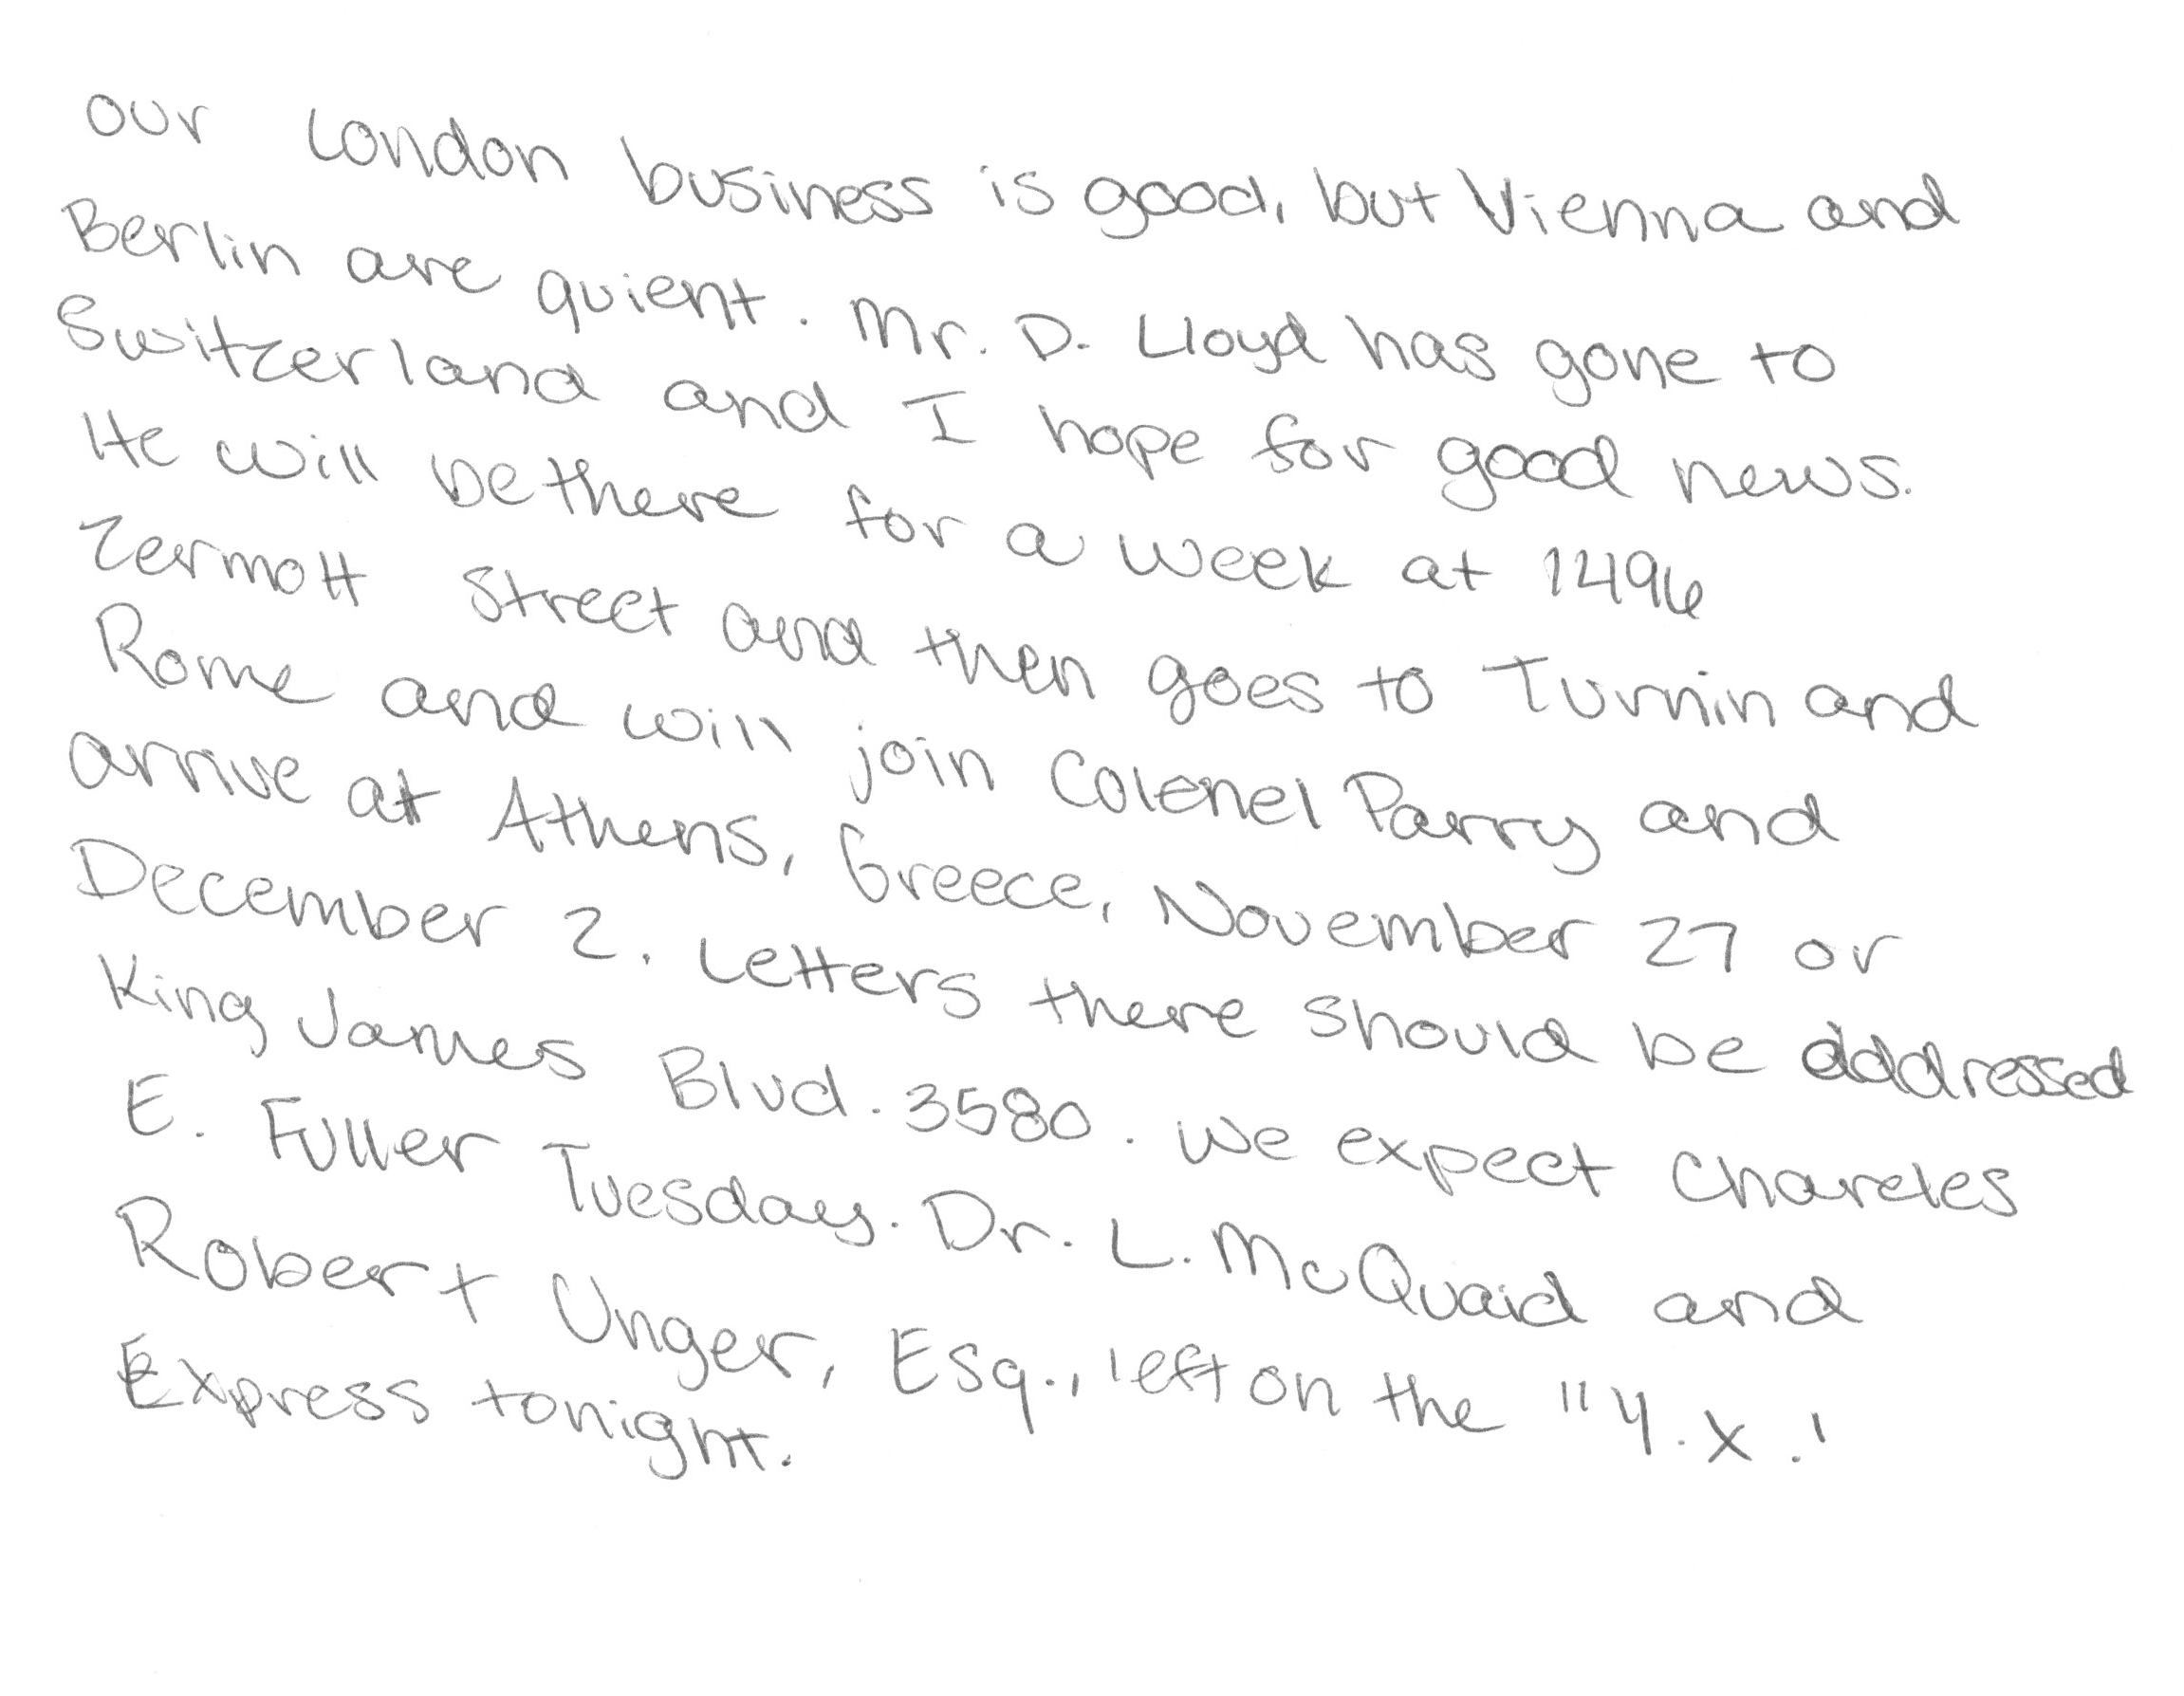 our London business is good, but Vienna and
Berlin are quient. Mr. D. Lloyd has gone to
Switzerland and I hope for good news.
He will be there for a week at 1496
Zermott Street and then goes to Turnin and
Rome and will join Colonel Parry and
arrive at Athens, Greece, November 27 or
December 2. Letters there should be addressed
King James Blvd. 3580. We expect Chareles
E. Fuller Tuesday. Dr. L. McQuaid and
Robert Unger, Esq., left on the "Y.X.'
Express tonight.